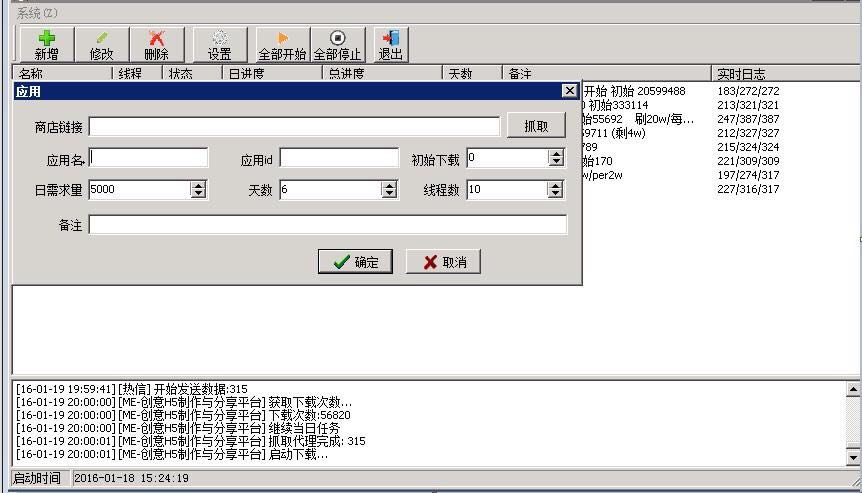 系统(Z)
新增 修改 删除 设置 全部开始 全部停止 退出
名称 线程 状态 日进度 总进度 天数 备注 实时日志
应用
开始 初始 20599488 183/272/272
初始333114 213/321/321
始55692 刷20w/每... 247/387/387
59711 (剩4w) 212/327/327
789 215/324/324
始170 221/309/309
w/per2w 197/274/317
227/316/317
商店链接 抓取
应用名 应用id 初始下载 0
日需求量 5000 天数 6 线程数 10
备注
确定 取消
[16-01-19 19:59:41] [热信] 开始发送数据:315
[16-01-19 20:00:00] [ME-创意H5制作与分享平台] 获取下载次数...
[16-01-19 20:00:00] [ME-创意H5制作与分享平台] 下载次数:56820
[16-01-19 20:00:00] [ME-创意H5制作与分享平台] 继续当日任务
[16-01-19 20:00:01] [ME-创意H5制作与分享平台] 抓取代理完成: 315
[16-01-19 20:00:01] [ME-创意H5制作与分享平台] 启动下载...
启动时间 2016-01-18 15:24:19